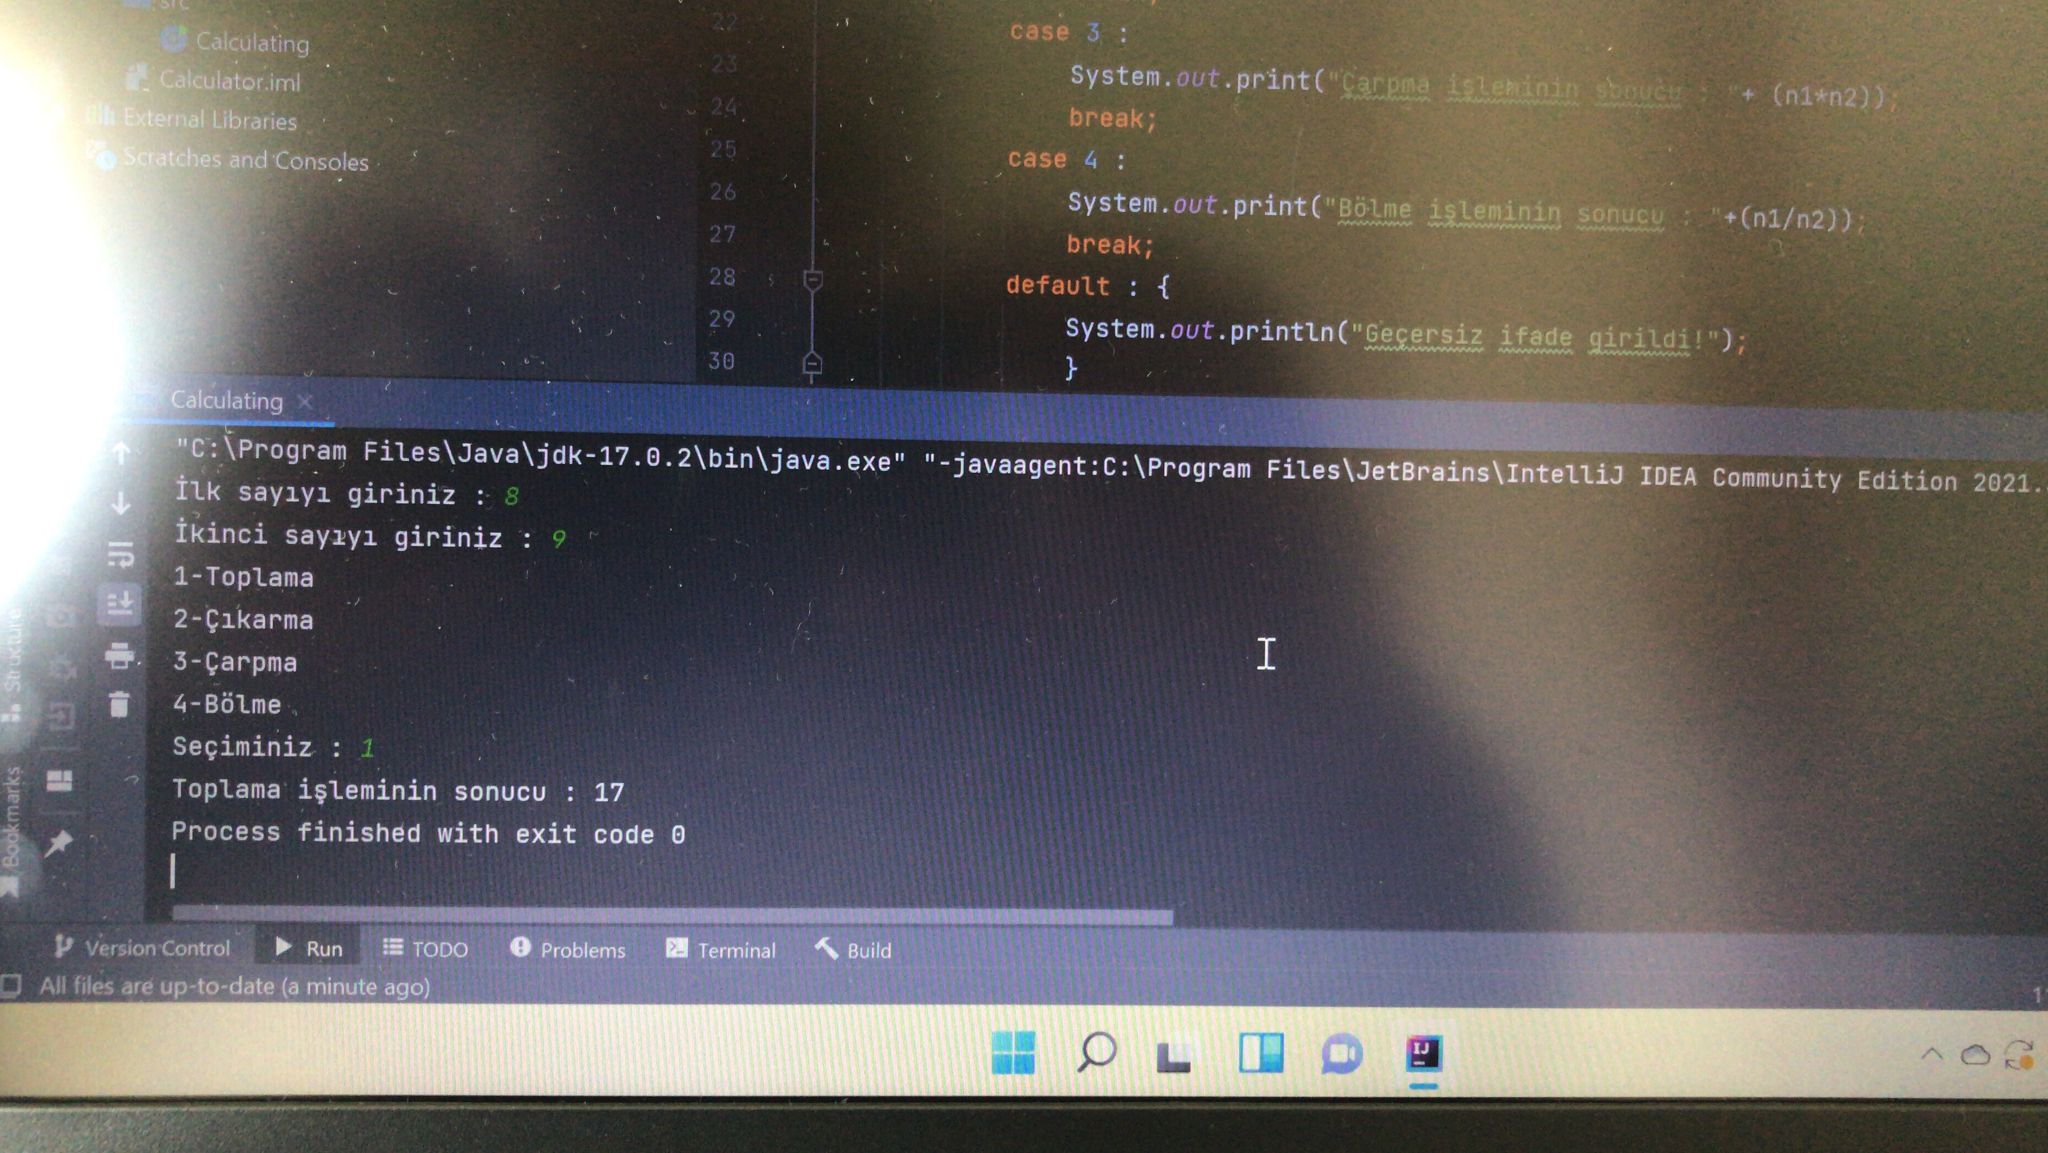 src
Calculating
Calculator.iml
External Libraries
Scratches and Consoles
22
23
24
25
26
27
28
29
30
case 3 :
System.out.print("Çarpma işleminin sonucu : "+ (n1*n2));
break;
case 4 :
System.out.print("Bölme işleminin sonucu : "+(n1/n2));
break;
default : {
System.out.println("Geçersiz ifade girildi!");
}
Calculating
"C:\Program Files\Java\jdk-17.0.2\bin\java.exe" "-javaagent:C:\Program Files\JetBrains\IntelliJ IDEA Community Edition 2021.
İlk sayıyı giriniz : 8
İkinci sayıyı giriniz : 9
1-Toplama
2-Çıkarma
3-Çarpma
4-Bölme
Seçiminiz : 1
Toplama işleminin sonucu : 17
Process finished with exit code 0
Structure
Bookmarks
Version Control
Run
TODO
Problems
Terminal
Build
All files are up-to-date (a minute ago)
IJ